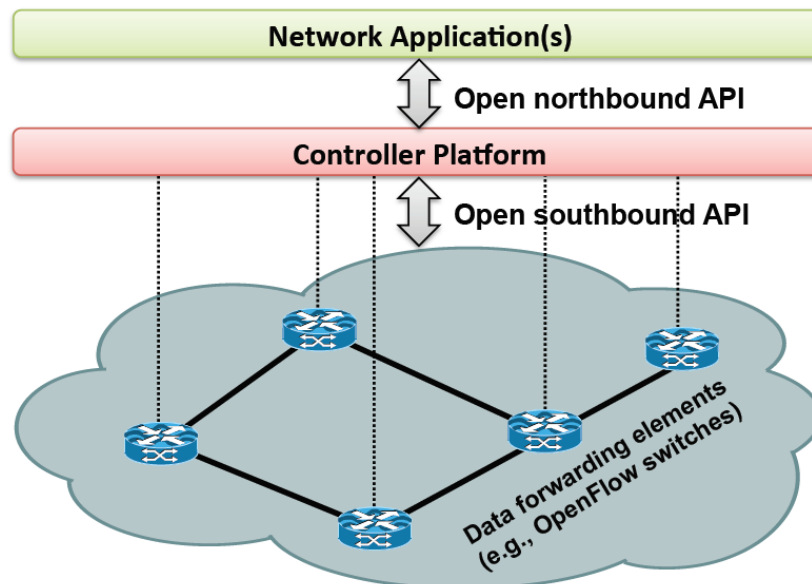 Network Application(s)
Open northbound API
Controller Platform
Open southbound API
Data forwarding elements
(e.g., OpenFlow switches)